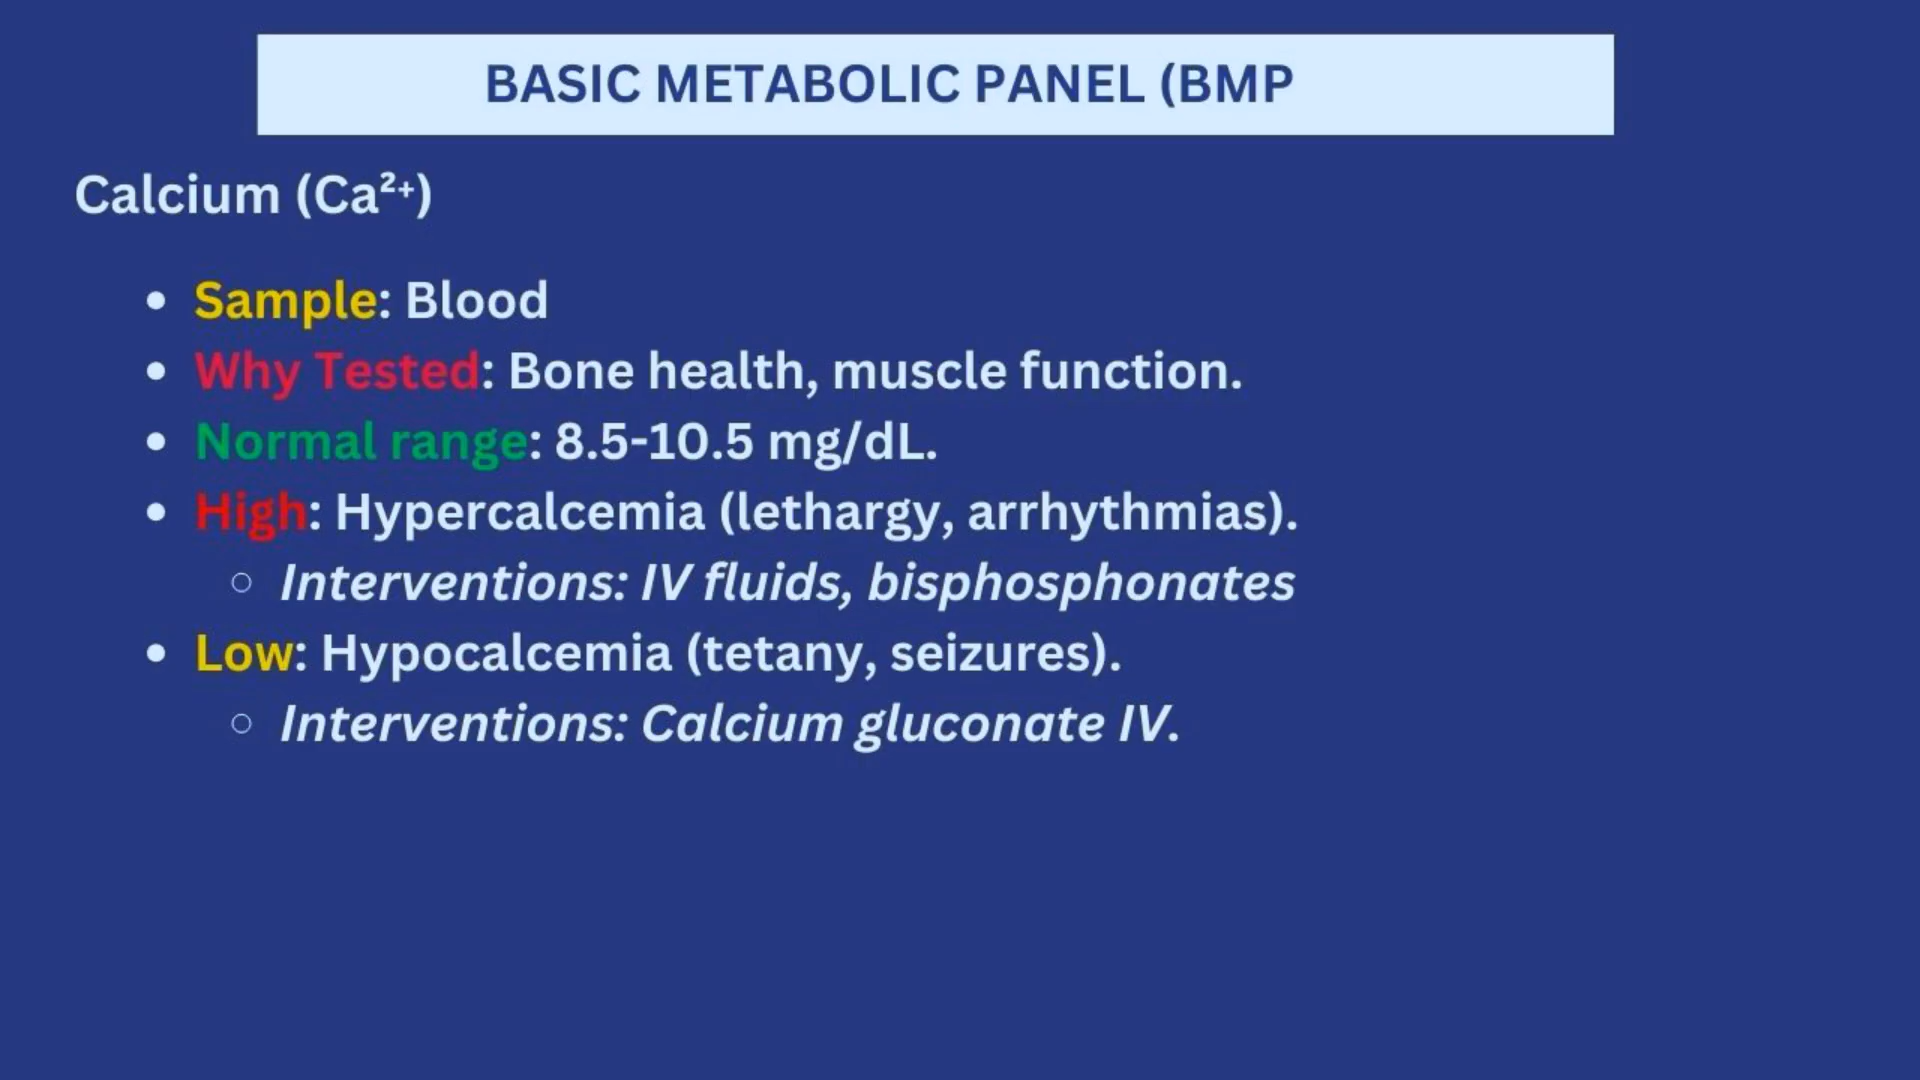 BASIC METABOLIC PANEL (BMP
Calcium (Ca²⁺)
• Sample: Blood
• Why Tested: Bone health, muscle function.
• Normal range: 8.5-10.5 mg/dL.
• High: Hypercalcemia (lethargy, arrhythmias).
○ Interventions: IV fluids, bisphosphonates
• Low: Hypocalcemia (tetany, seizures).
○ Interventions: Calcium gluconate IV.